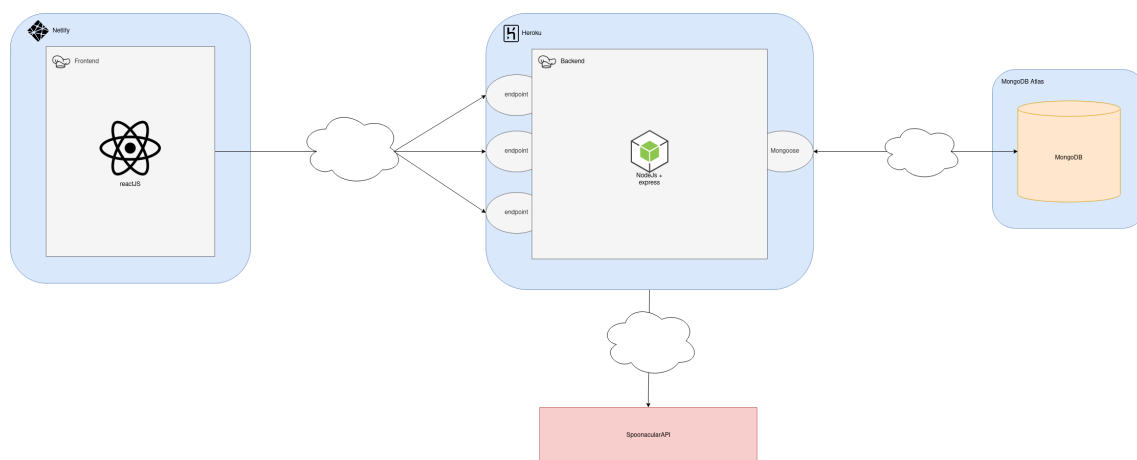 Netlify
Frontend
reactJS
Heroku
Backend
endpoint
endpoint
endpoint
NodeJs +
express
Mongoose
MongoDB Atlas
MongoDB
SpoonacularAPI